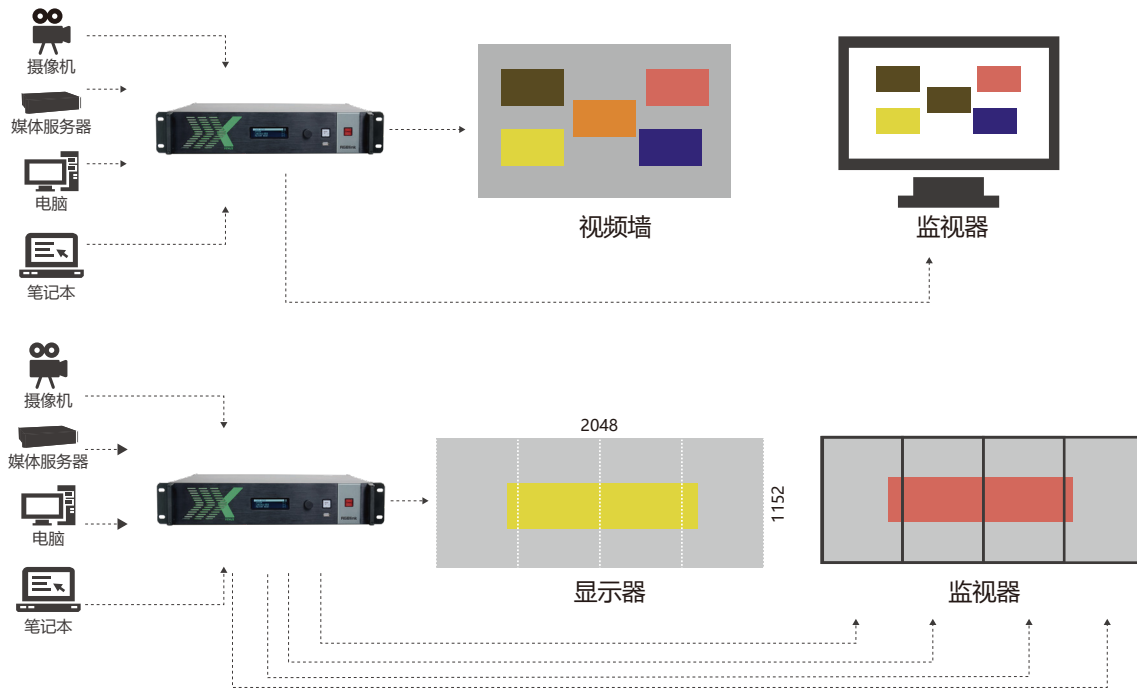 摄像机
媒体服务器
电脑
笔记本
视频墙
监视器
摄像机
媒体服务器
电脑
笔记本
2048
1152
显示器
监视器